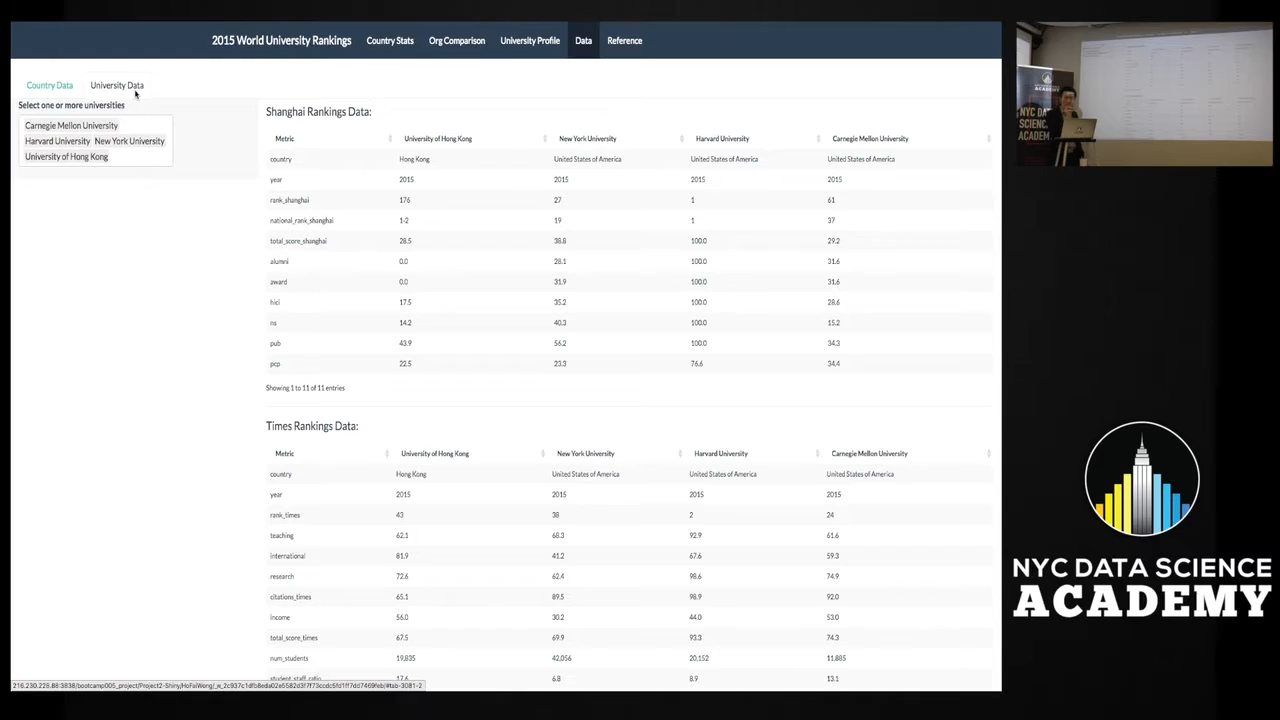 2015 World University Rankings Country Stats Org Comparison University Profile Data Reference
Country Data University Data
Select one or more universities
Carnegie Mellon University
Harvard University New York University
University of Hong Kong
Shanghai Rankings Data:
Metric University of Hong Kong New York University Harvard University Carnegie Mellon University
country Hong Kong United States of America United States of America United States of America
year 2015 2015 2015 2015
rank_shanghai 176 27 1 61
national_rank_shanghai 1-2 19 1 37
total_score_shanghai 28.5 38.8 100.0 29.2
alumni 0.0 28.1 100.0 31.6
award 0.0 31.9 100.0 31.6
hici 17.5 35.2 100.0 28.6
ns 14.2 40.3 100.0 15.2
pub 43.9 56.2 100.0 34.3
pcp 22.5 23.3 76.6 34.4
Showing 1 to 11 of 11 entries
Times Rankings Data:
Metric University of Hong Kong New York University Harvard University Carnegie Mellon University
country Hong Kong United States of America United States of America United States of America
year 2015 2015 2015 2015
rank_times 43 38 2 24
teaching 62.1 68.3 92.9 61.6
international 81.9 41.2 67.6 59.3
research 72.6 62.4 98.6 74.9
citations_times 65.1 89.5 98.9 92.0
income 56.0 30.2 44.0 53.0
total_score_times 67.5 69.9 93.3 74.3
num_students 19,835 42,056 20,152 11,885
student_staff_ratio 17.6 6.8 8.9 13.1
NYC DATA
SCIENCE
ACADEM
NYC DATA SCIENCE
ACADEMY